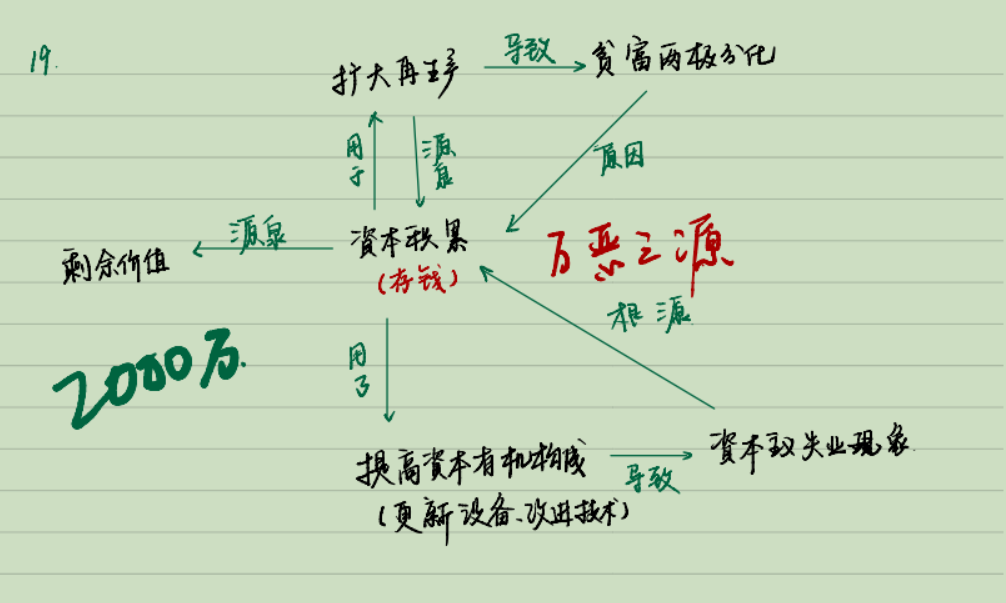 19.
扩大再生产 导致 贫富两极分化
用于
源泉
原因
剩余价值 源泉 资本积累 万恶之源
(存钱)
根源
2000万.
用于
提高资本有机构成 导致 资本致失业现象
(更新设备、改进技术)